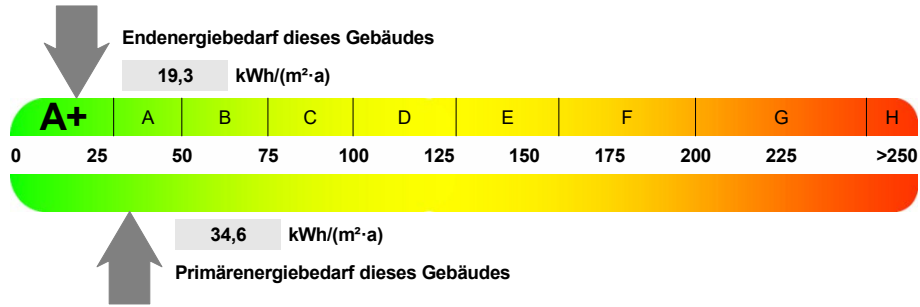 Endenergiebedarf dieses Gebäudes
19,3 kWh/(m²·a)
A+ A B C D E F G H
0 25 50 75 100 125 150 175 200 225 >250
34,6 kWh/(m²·a)
Primärenergiebedarf dieses Gebäudes